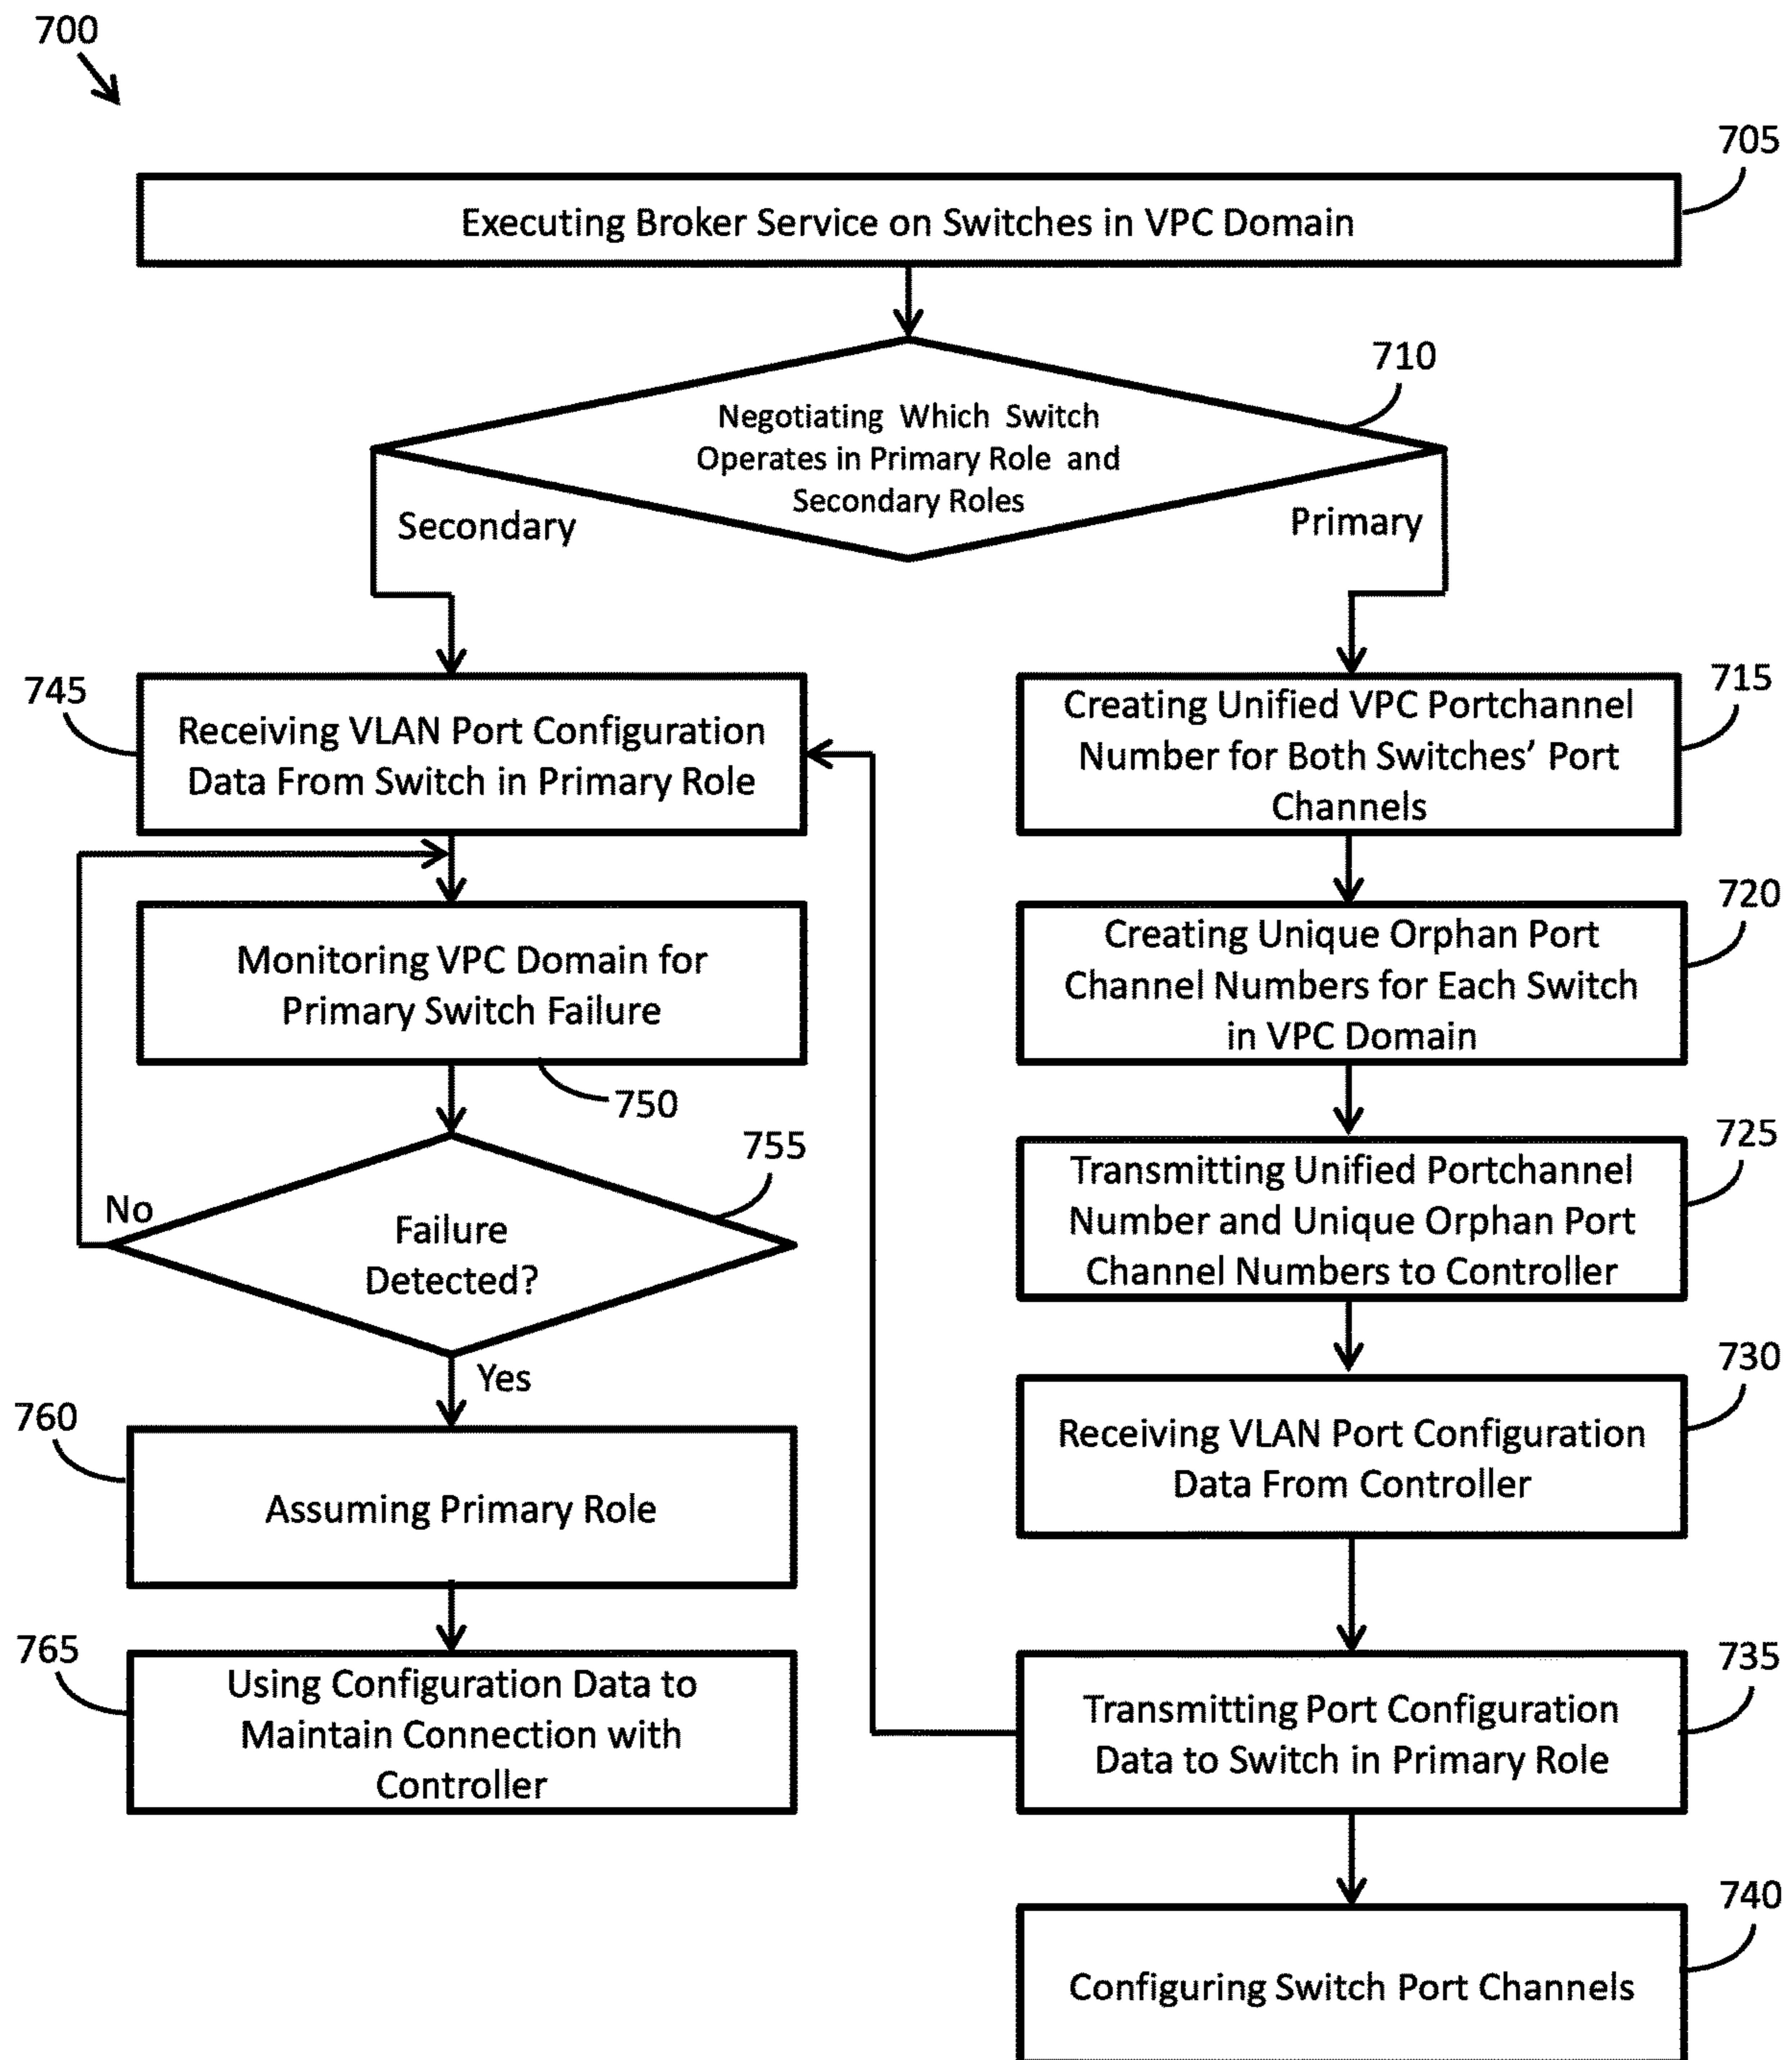 700
705
Executing Broker Service on Switches in VPC Domain
710
Negotiating Which Switch
Operates in Primary Role and
Secondary Roles
Secondary
Primary
745
Receiving VLAN Port Configuration
Data From Switch in Primary Role
715
Creating Unified VPC Portchannel
Number for Both Switches’ Port
Channels
Monitoring VPC Domain for
Primary Switch Failure
750
720
Creating Unique Orphan Port
Channel Numbers for Each Switch
in VPC Domain
755
No
Failure
Detected?
Yes
725
Transmitting Unified Portchannel
Number and Unique Orphan Port
Channel Numbers to Controller
760
Assuming Primary Role
730
Receiving VLAN Port Configuration
Data From Controller
765
Using Configuration Data to
Maintain Connection with
Controller
735
Transmitting Port Configuration
Data to Switch in Primary Role
740
Configuring Switch Port Channels